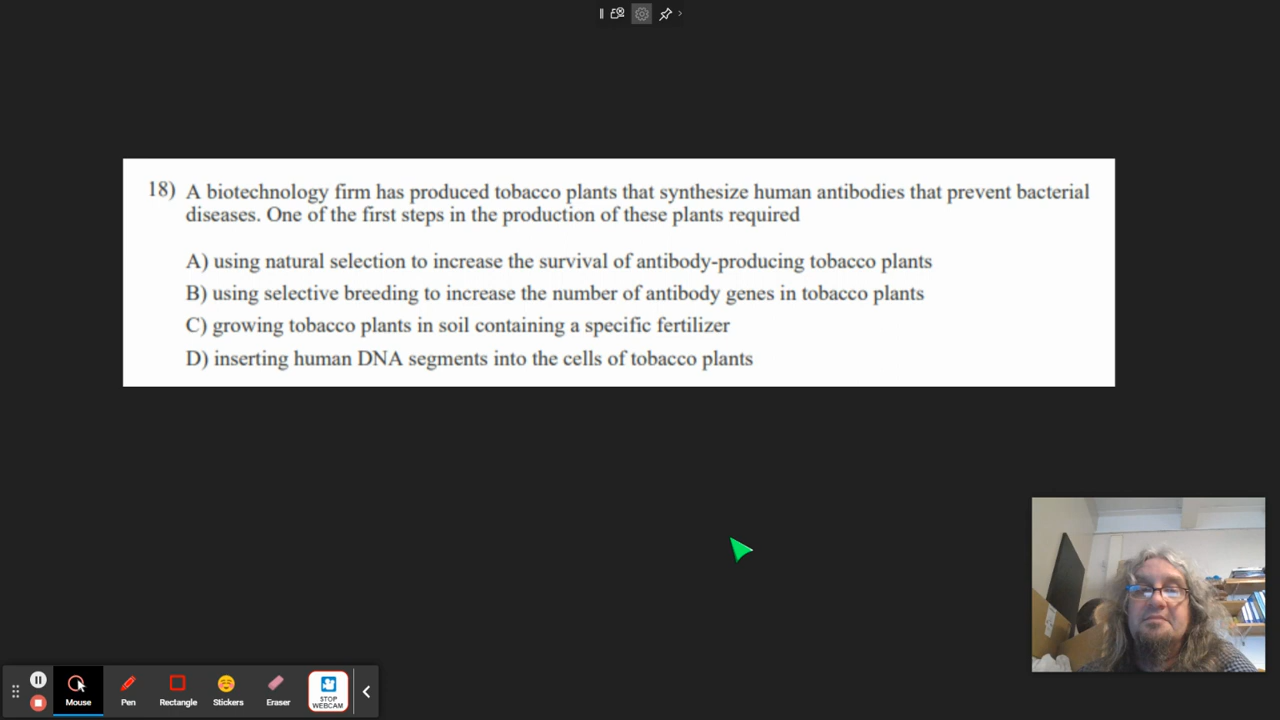 18) A biotechnology firm has produced tobacco plants that synthesize human antibodies that prevent bacterial
diseases. One of the first steps in the production of these plants required
A) using natural selection to increase the survival of antibody-producing tobacco plants
B) using selective breeding to increase the number of antibody genes in tobacco plants
C) growing tobacco plants in soil containing a specific fertilizer
D) inserting human DNA segments into the cells of tobacco plants
Mouse
Pen
Rectangle
Stickers
Eraser
STOP
WEBCAM